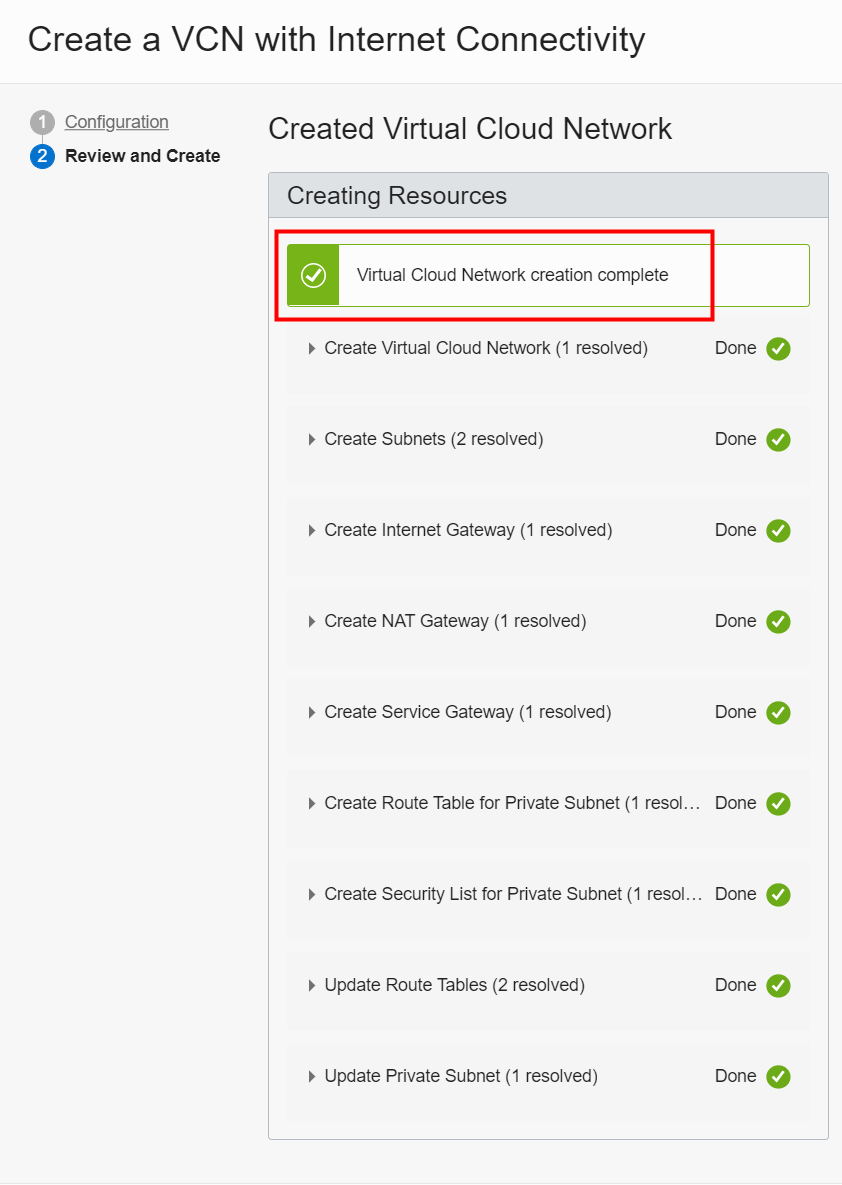 Create a VCN with Internet Connectivity
1 Configuration
2 Review and Create
Created Virtual Cloud Network
Creating Resources
Virtual Cloud Network creation complete
Create Virtual Cloud Network (1 resolved) Done
Create Subnets (2 resolved) Done
Create Internet Gateway (1 resolved) Done
Create NAT Gateway (1 resolved) Done
Create Service Gateway (1 resolved) Done
Create Route Table for Private Subnet (1 resol... Done
Create Security List for Private Subnet (1 resol... Done
Update Route Tables (2 resolved) Done
Update Private Subnet (1 resolved) Done